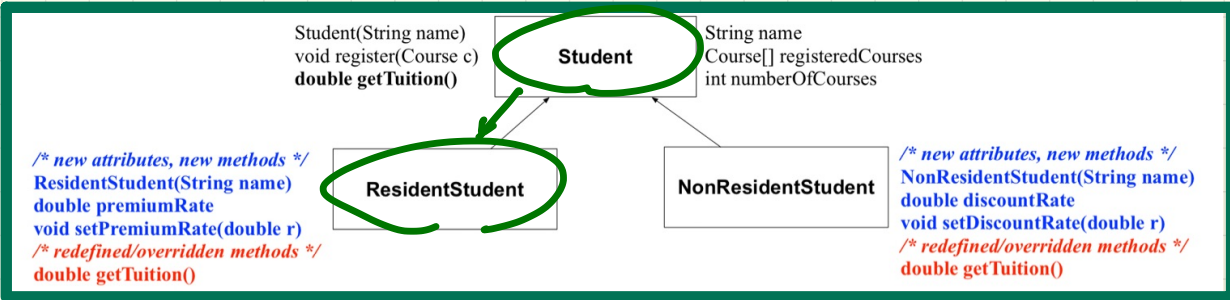 Student(String name)
void register(Course c)
double getTuition()
Student
String name
Course[] registeredCourses
int numberOfCourses
/* new attributes, new methods */
ResidentStudent(String name)
double premiumRate
void setPremiumRate(double r)
/* redefined/overridden methods */
double getTuition()
ResidentStudent
NonResidentStudent
/* new attributes, new methods */
NonResidentStudent(String name)
double discountRate
void setDiscountRate(double r)
/* redefined/overridden methods */
double getTuition()